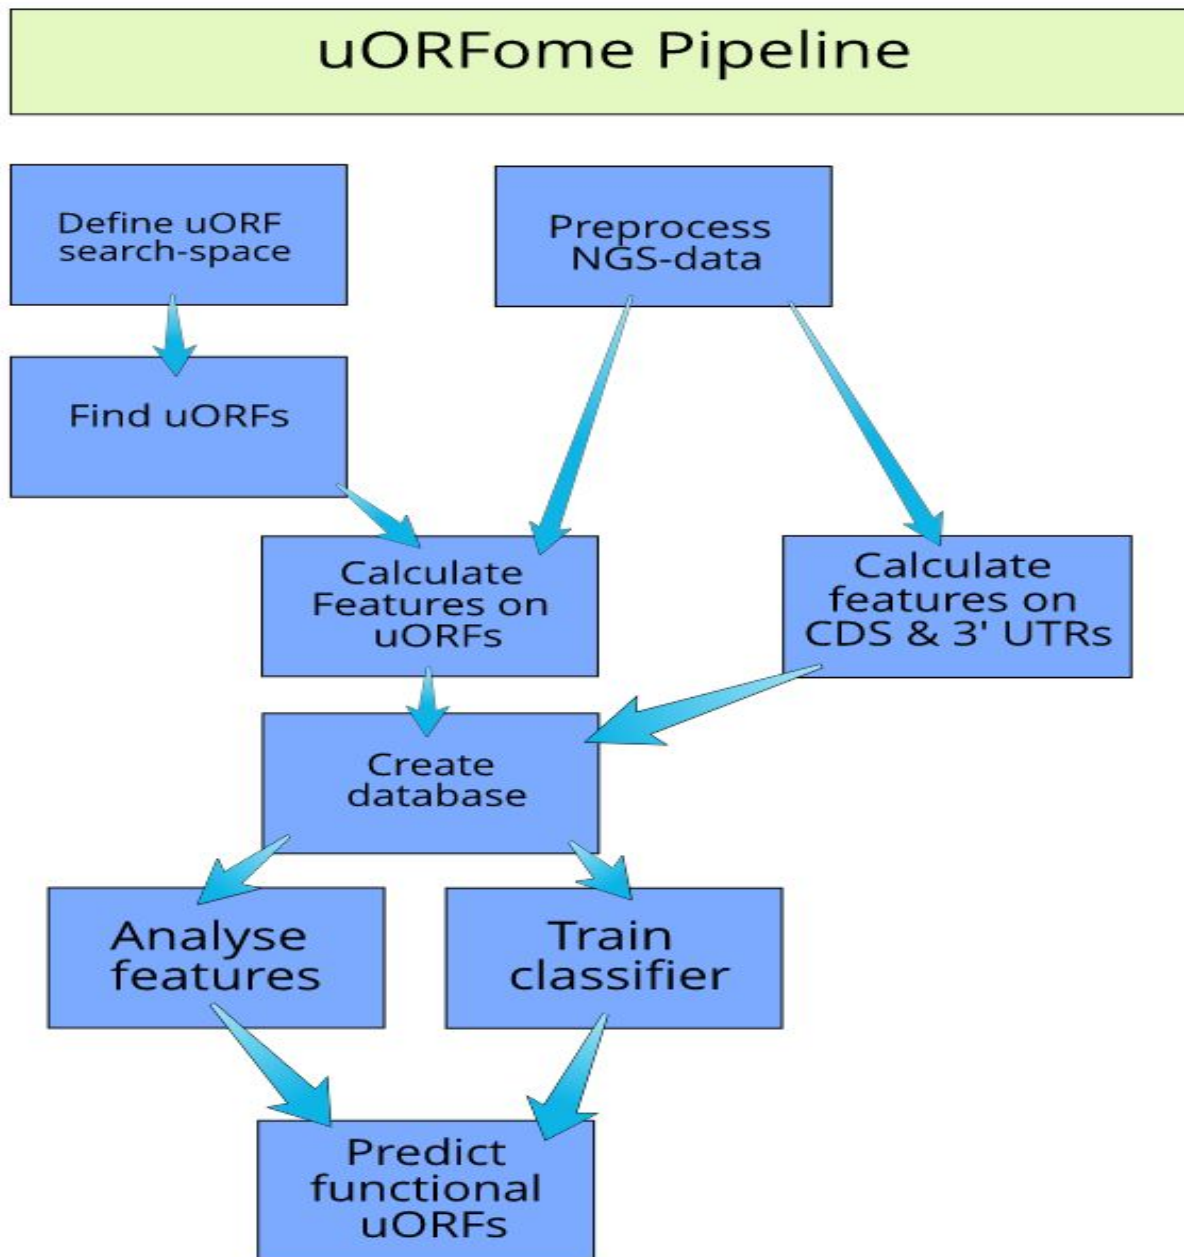 uORFome Pipeline
Define uORF
search-space
Preprocess
NGS-data
Find uORFs
Calculate
Features on
uORFs
Calculate
features on
CDS & 3' UTRs
Create
database
Analyse
features
Train
classifier
Predict
functional
uORFs